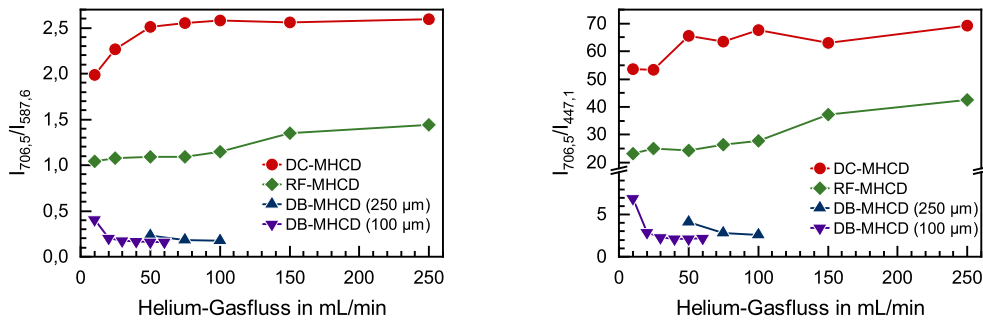 2,5
2,0
1,5
1,0
0,5
0,0
I706,5/I587,6
DC-MHCD
RF-MHCD
DB-MHCD (250 µm)
DB-MHCD (100 µm)
0 50 100 150 200 250
Helium-Gasfluss in mL/min
70
60
50
40
30
20
5
0
I706,5/I447,1
DC-MHCD
RF-MHCD
DB-MHCD (250 µm)
DB-MHCD (100 µm)
0 50 100 150 200 250
Helium-Gasfluss in mL/min